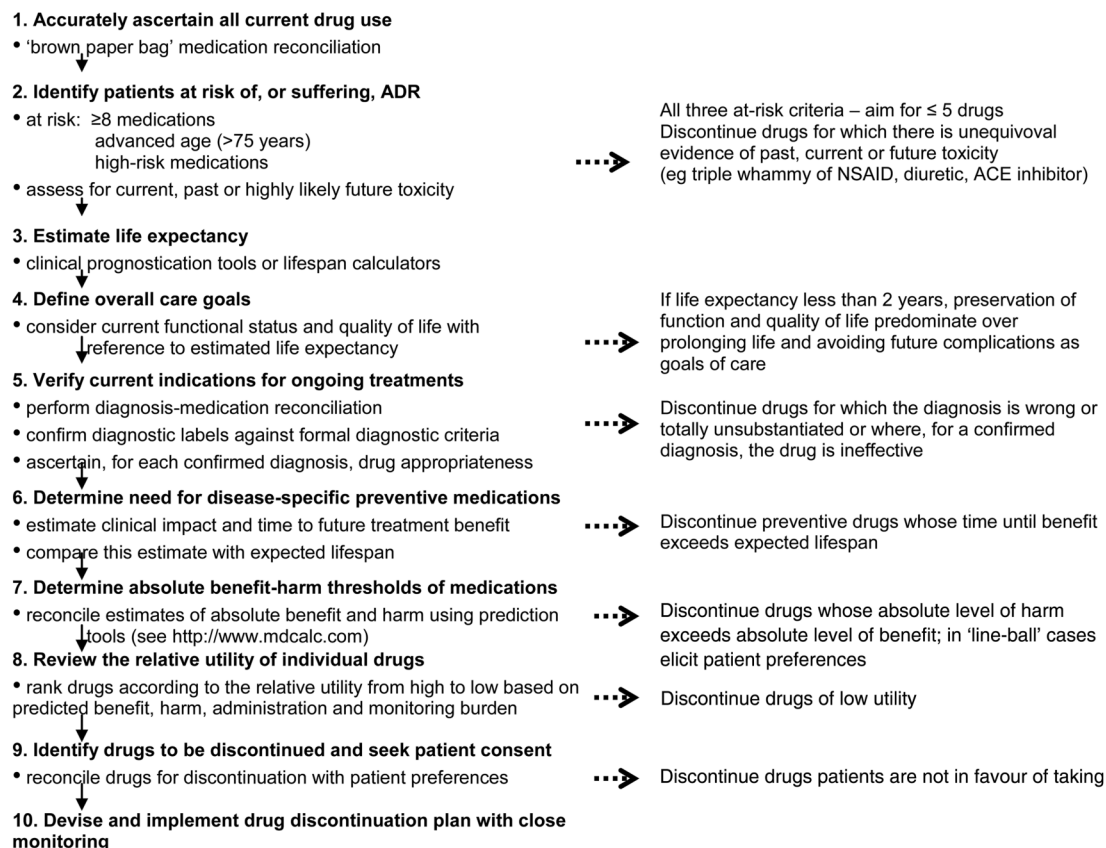 1. Accurately ascertain all current drug use
• ‘brown paper bag’ medication reconciliation
2. Identify patients at risk of, or suffering, ADR
• at risk: ≥8 medications
advanced age (>75 years)
high-risk medications
• assess for current, past or highly likely future toxicity
All three at-risk criteria – aim for ≤ 5 drugs
Discontinue drugs for which there is unequivoval
evidence of past, current or future toxicity
(eg triple whammy of NSAID, diuretic, ACE inhibitor)
3. Estimate life expectancy
• clinical prognostication tools or lifespan calculators
4. Define overall care goals
• consider current functional status and quality of life with
reference to estimated life expectancy
If life expectancy less than 2 years, preservation of
function and quality of life predominate over
prolonging life and avoiding future complications as
goals of care
5. Verify current indications for ongoing treatments
• perform diagnosis-medication reconciliation
• confirm diagnostic labels against formal diagnostic criteria
• ascertain, for each confirmed diagnosis, drug appropriateness
Discontinue drugs for which the diagnosis is wrong or
totally unsubstantiated or where, for a confirmed
diagnosis, the drug is ineffective
6. Determine need for disease-specific preventive medications
• estimate clinical impact and time to future treatment benefit
• compare this estimate with expected lifespan
Discontinue preventive drugs whose time until benefit
exceeds expected lifespan
7. Determine absolute benefit-harm thresholds of medications
• reconcile estimates of absolute benefit and harm using prediction
tools (see http://www.mdcalc.com)
Discontinue drugs whose absolute level of harm
exceeds absolute level of benefit; in ‘line-ball’ cases
elicit patient preferences
8. Review the relative utility of individual drugs
• rank drugs according to the relative utility from high to low based on
predicted benefit, harm, administration and monitoring burden
Discontinue drugs of low utility
9. Identify drugs to be discontinued and seek patient consent
• reconcile drugs for discontinuation with patient preferences
Discontinue drugs patients are not in favour of taking
10. Devise and implement drug discontinuation plan with close
monitoring